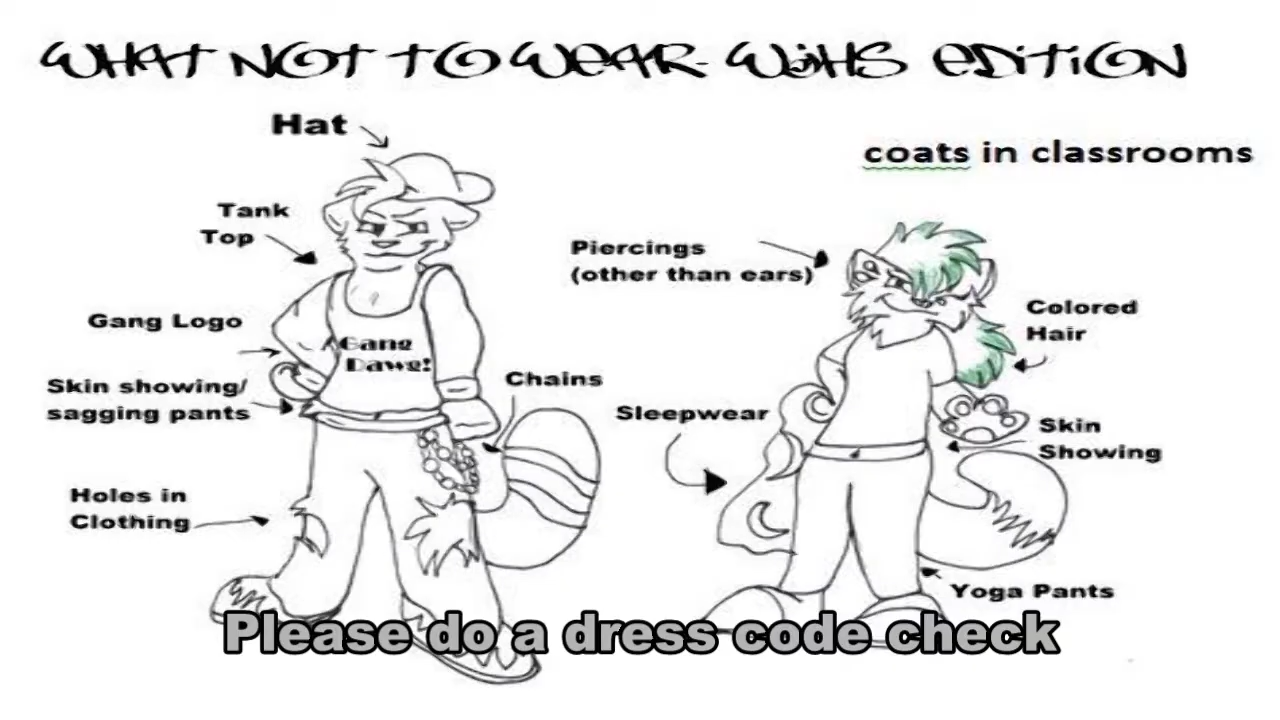 WHAT NOT TO WEAR- WJHS EDITION
Hat
coats in classrooms
Tank
Top
Gang Logo
Skin showing/
sagging pants
Holes in
Clothing
Gang
Dawg!
Chains
Piercings
(other than ears)
Colored
Hair
Sleepwear
Skin
Showing
Yoga Pants
Please do a dress code check